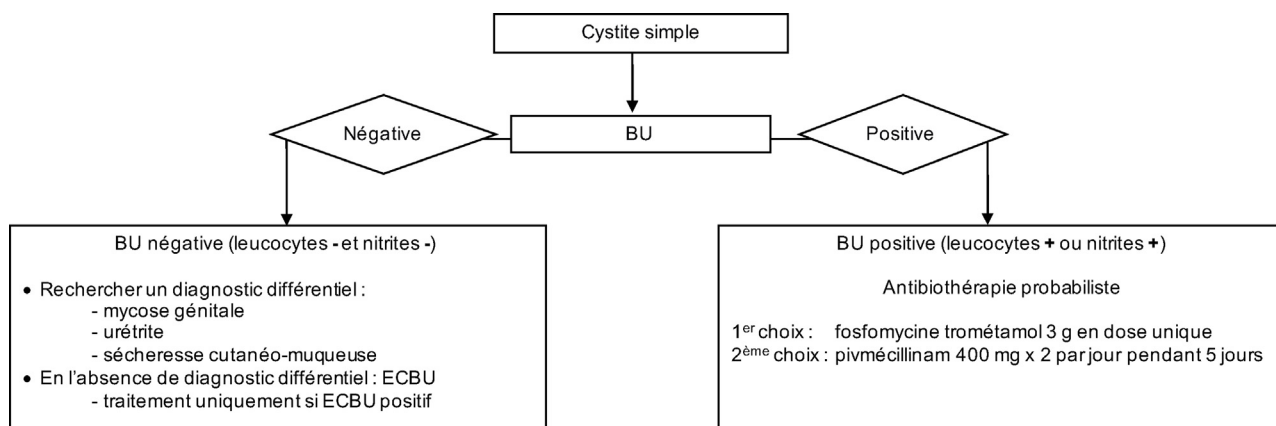 Cystite simple
Négative
BU
Positive
BU négative (leucocytes - et nitrites -)
• Rechercher un diagnostic différentiel :
- mycose génitale
- urétrite
- sécheresse cutanéo-muqueuse
• En l'absence de diagnostic différentiel : ECBU
- traitement uniquement si ECBU positif
BU positive (leucocytes + ou nitrites +)
Antibiothérapie probabiliste
1er choix : fosfomycine trométamol 3 g en dose unique
2ème choix : pivmécillinam 400 mg x 2 par jour pendant 5 jours